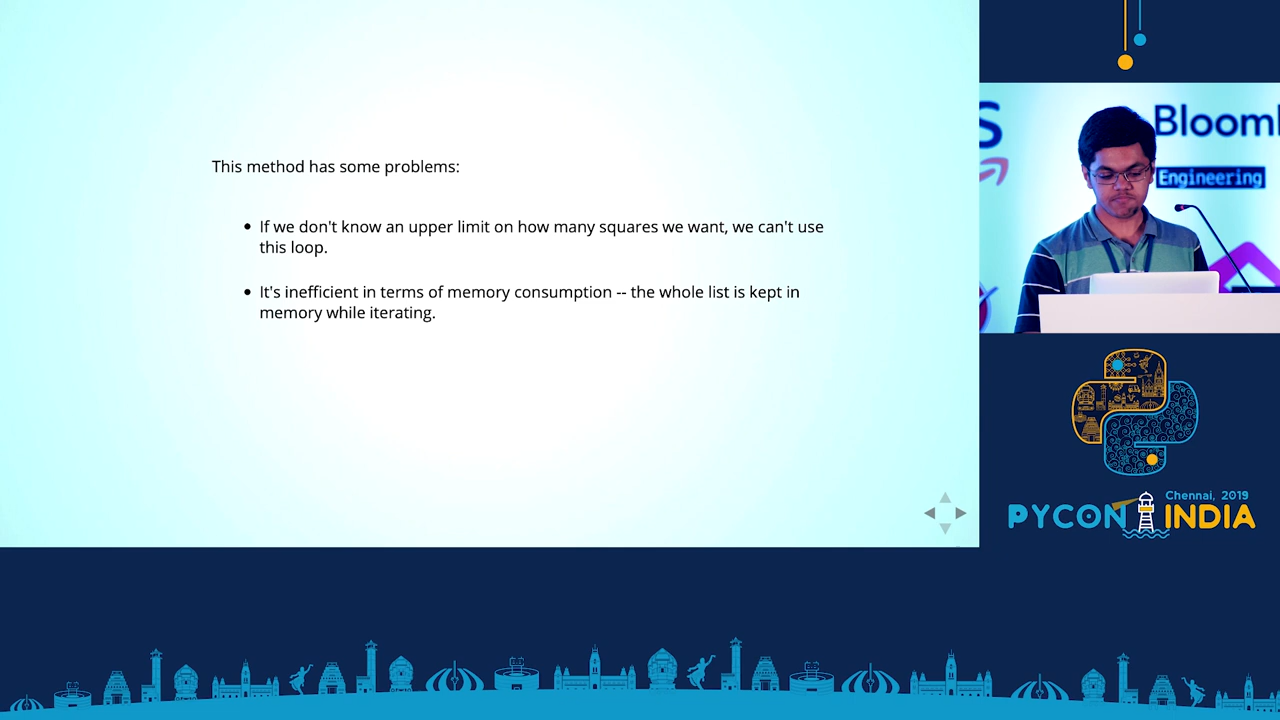 This method has some problems:
If we don't know an upper limit on how many squares we want, we can't use
this loop.
It's inefficient in terms of memory consumption -- the whole list is kept in
memory while iterating.
Bloom
Engineering
Chennai, 2019
PYCON INDIA